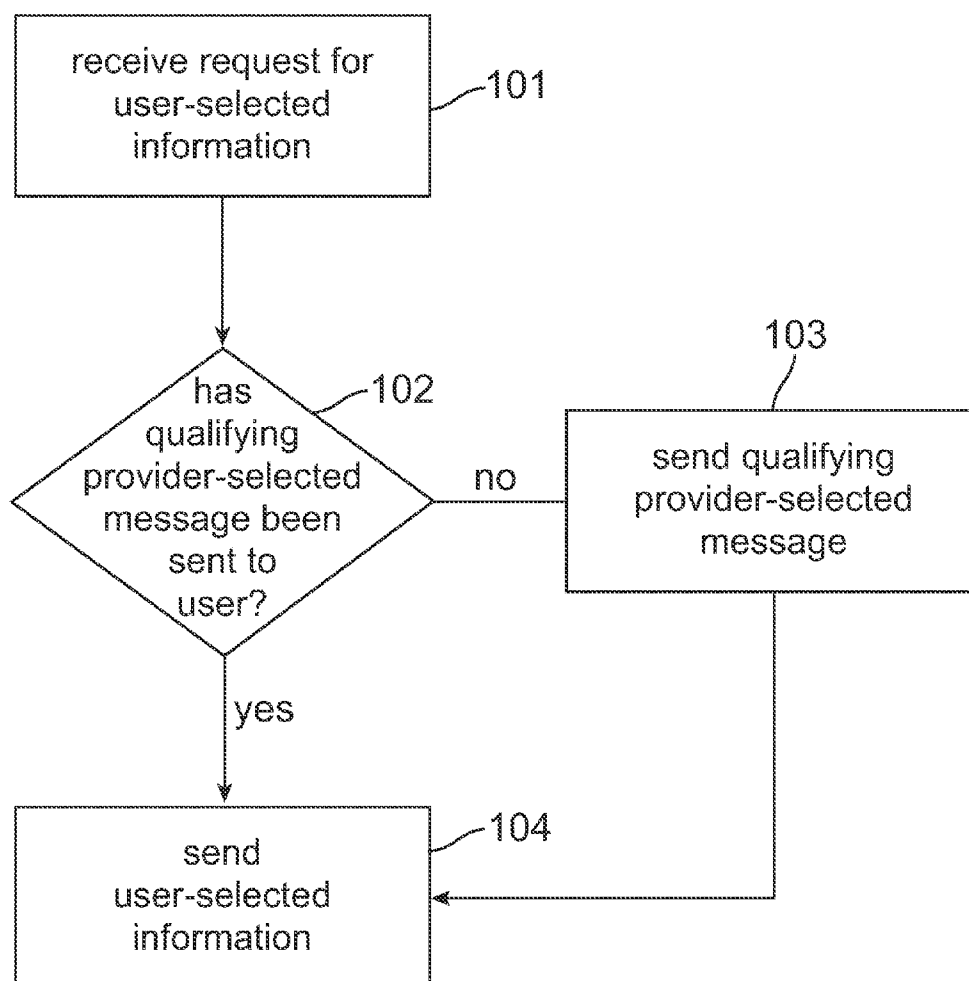 receive request for
user-selected
information
101
has
qualifying
provider-selected
message been
sent to
user?
102
no
103
send qualifying
provider-selected
message
yes
send
user-selected
information
104